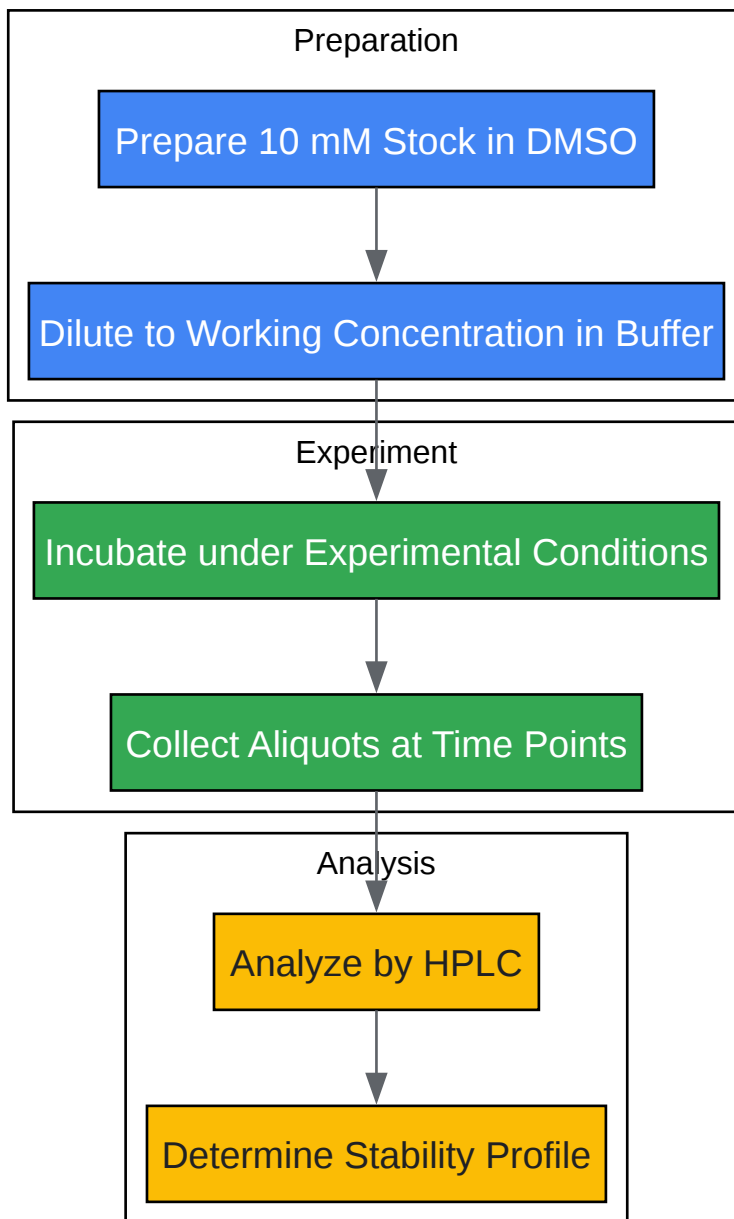 Preparation
Prepare 10 mM Stock in DMSO
Dilute to Working Concentration in Buffer
Experiment
Incubate under Experimental Conditions
Collect Aliquots at Time Points
Analysis
Analyze by HPLC
Determine Stability Profile